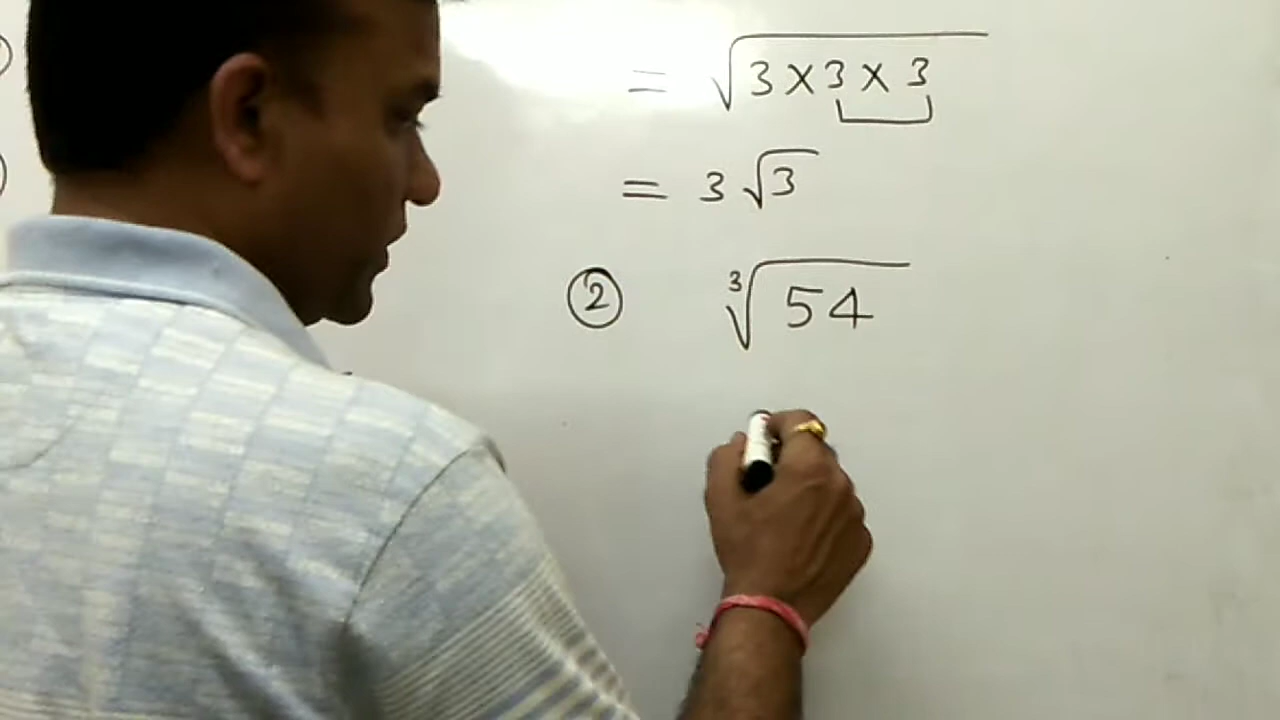 = √3×3×3
= 3√3
② ∛54